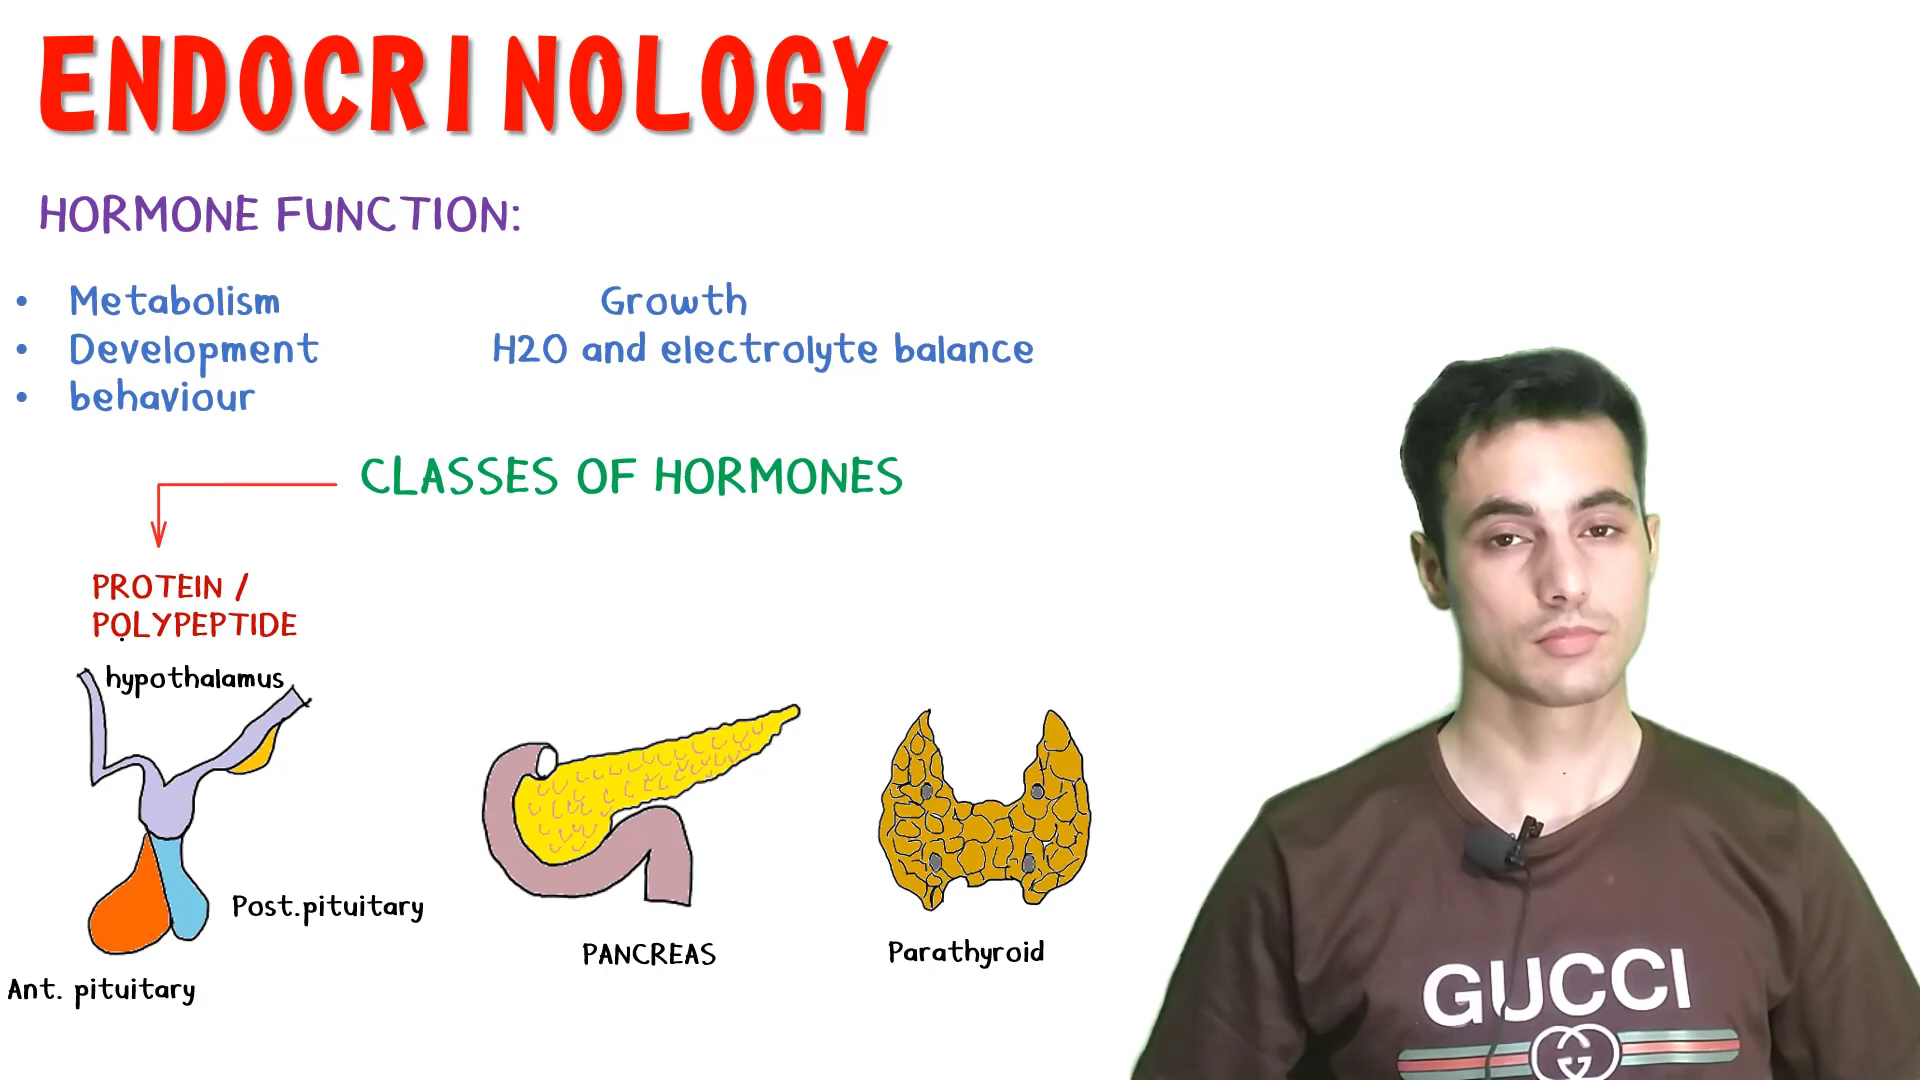 ENDOCRINOLOGY
HORMONE FUNCTION:
• Metabolism Growth
• Development H2O and electrolyte balance
• behaviour
CLASSES OF HORMONES
PROTEIN /
POLYPEPTIDE
hypothalamus
Post.pituitary
Ant. pituitary
PANCREAS
Parathyroid
GUCCI